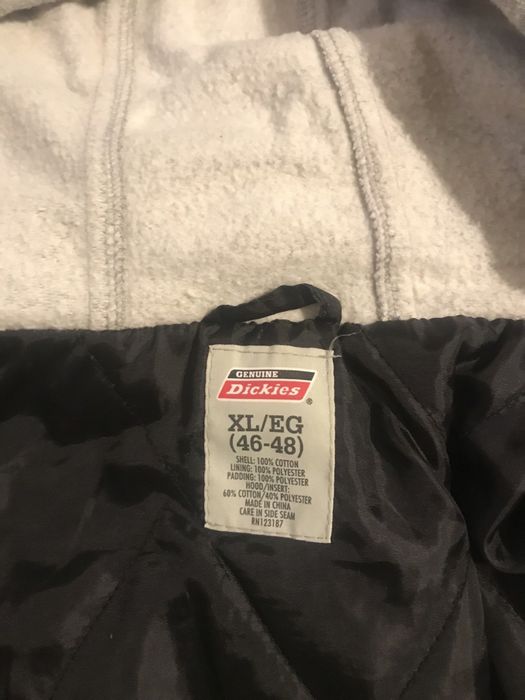 GENUINE
Dickies
®
XL/EG
(46-48)
SHELL: 100% COTTON
LINING: 100% POLYESTER
PADDING: 100% POLYESTER
HOOD/INSERT:
60% COTTON/40% POLYESTER
MADE IN CHINA
CARE IN SIDE SEAM
RN123187